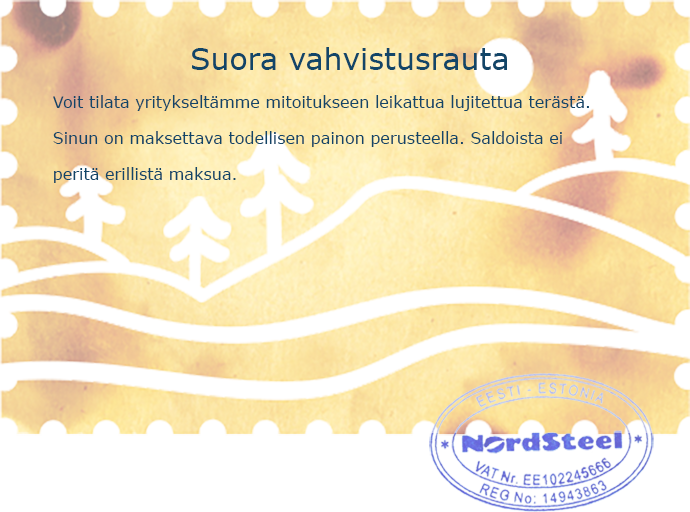 Suora vahvistusrauta
Voit tilata yritykseltämme mitoitukseen leikattua lujitettua terästä.
Sinun on maksettava todellisen painon perusteella. Saldoista ei
peritä erillistä maksua.
EESTI - ESTONIA
* NordSteel *
VAT Nr. EE102245666
REG No: 14943863